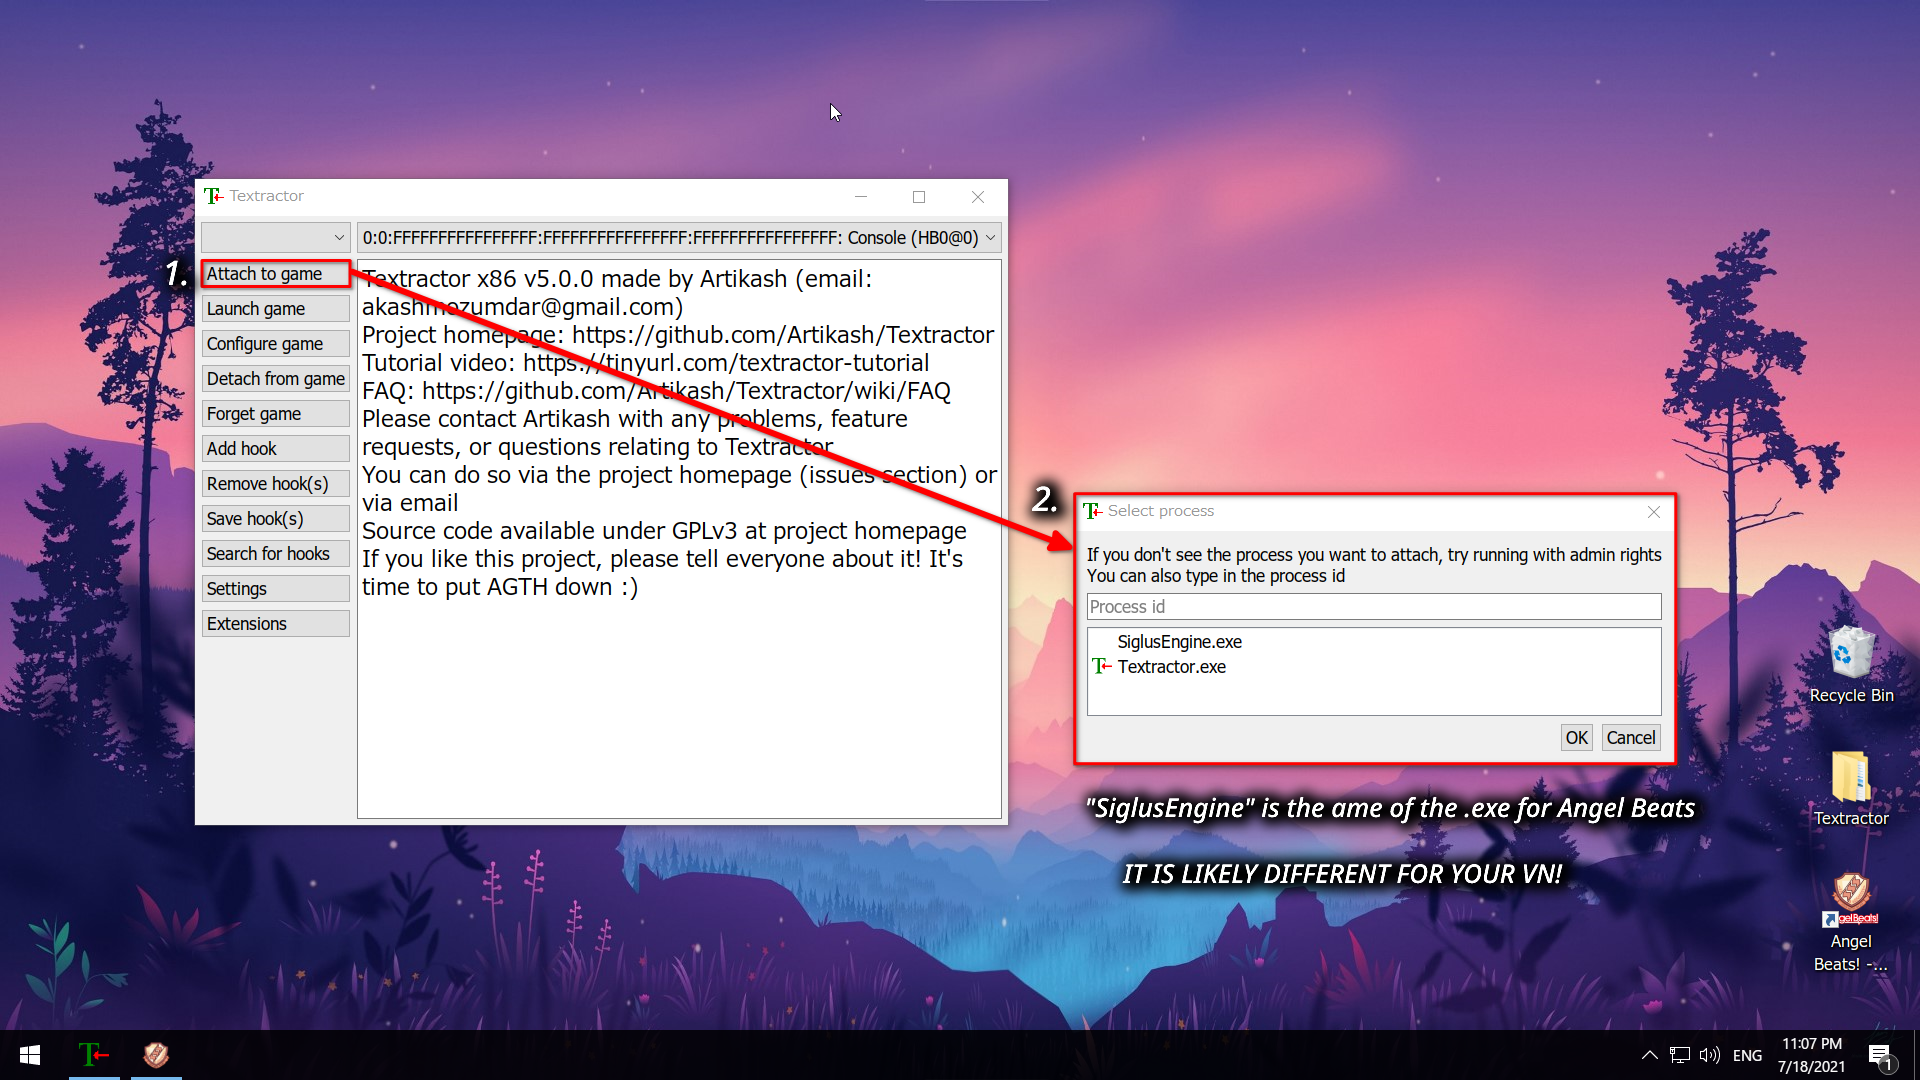 Textractor
0:0:FFFFFFFFFFFFFFFF:FFFFFFFFFFFFFFFF:FFFFFFFFFFFFFFFF: Console (HB0@0)
1.
Attach to game
Launch game
Configure game
Detach from game
Forget game
Add hook
Remove hook(s)
Save hook(s)
Search for hooks
Settings
Extensions
Textractor x86 v5.0.0 made by Artikash (email:
akashmozumdar@gmail.com)
Project homepage: https://github.com/Artikash/Textractor
Tutorial video: https://tinyurl.com/textractor-tutorial
FAQ: https://github.com/Artikash/Textractor/wiki/FAQ
Please contact Artikash with any problems, feature
requests, or questions relating to Textractor
You can do so via the project homepage (issues section) or
via email
Source code available under GPLv3 at project homepage
If you like this project, please tell everyone about it! It's
time to put AGTH down :)
2.
Select process
If you don't see the process you want to attach, try running with admin rights
You can also type in the process id
Process id
SiglusEngine.exe
Textractor.exe
OK
Cancel
"SiglusEngine" is the ame of the .exe for Angel Beats
IT IS LIKELY DIFFERENT FOR YOUR VN!
Recycle Bin
Textractor
gelBeats!
Angel
Beats! -...
ENG
11:07 PM
7/18/2021
1